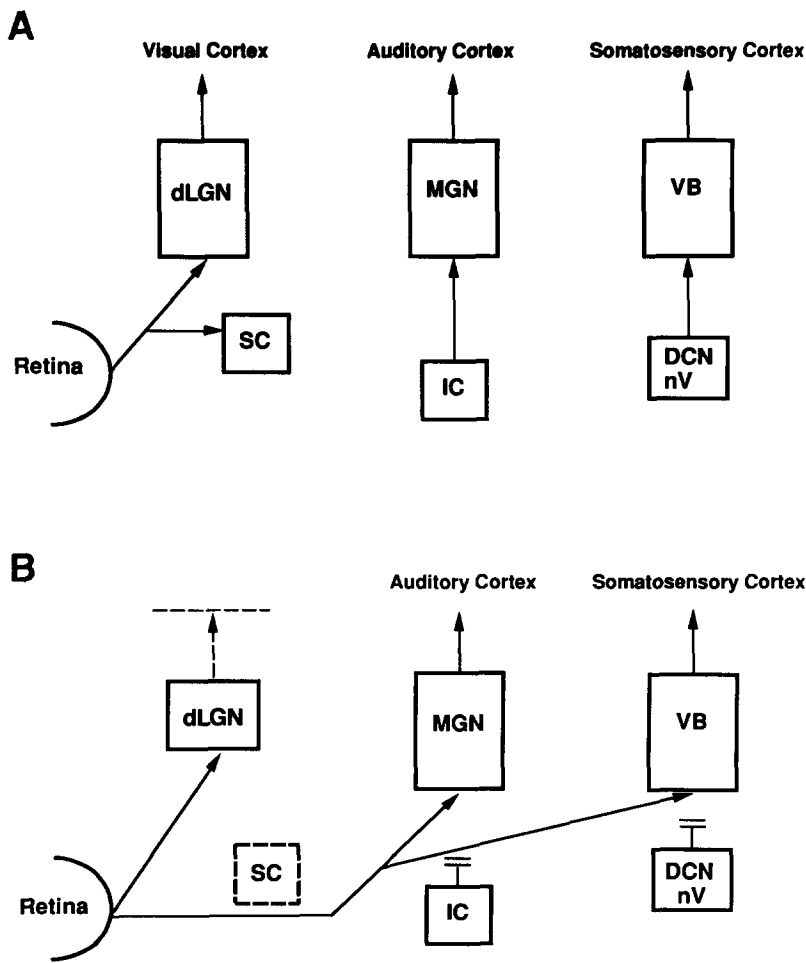 A
Visual Cortex
Auditory Cortex
Somatosensory Cortex
dLGN
MGN
VB
Retina
SC
IC
DCN
nV
B
Auditory Cortex
Somatosensory Cortex
dLGN
MGN
VB
SC
Retina
IC
DCN
nV